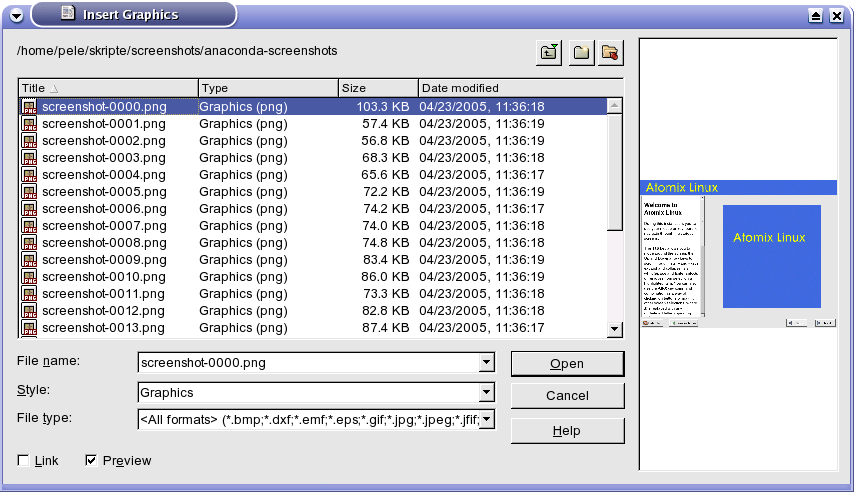 Insert Graphics
/home/pele/skripte/screenshots/anaconda-screenshots
Title Type Size Date modified
screenshot-0000.png Graphics (png) 103.3 KB 04/23/2005, 11:36:18
screenshot-0001.png Graphics (png) 57.4 KB 04/23/2005, 11:36:19
screenshot-0002.png Graphics (png) 56.8 KB 04/23/2005, 11:36:19
screenshot-0003.png Graphics (png) 68.3 KB 04/23/2005, 11:36:18
screenshot-0004.png Graphics (png) 65.6 KB 04/23/2005, 11:36:17
screenshot-0005.png Graphics (png) 72.2 KB 04/23/2005, 11:36:19
screenshot-0006.png Graphics (png) 74.2 KB 04/23/2005, 11:36:17
screenshot-0007.png Graphics (png) 74.0 KB 04/23/2005, 11:36:18
screenshot-0008.png Graphics (png) 74.8 KB 04/23/2005, 11:36:18
screenshot-0009.png Graphics (png) 83.4 KB 04/23/2005, 11:36:19
screenshot-0010.png Graphics (png) 86.0 KB 04/23/2005, 11:36:19
screenshot-0011.png Graphics (png) 73.3 KB 04/23/2005, 11:36:18
screenshot-0012.png Graphics (png) 82.8 KB 04/23/2005, 11:36:18
screenshot-0013.png Graphics (png) 87.4 KB 04/23/2005, 11:36:17
File name: screenshot-0000.png
Open
Style: Graphics
Cancel
File type: <All formats> (*.bmp;*.dxf;*.emf;*.eps;*.gif;*.jpg;*.jpeg;*.jfif;
Help
Link Preview
Atomix Linux
Welcome to
Atomix Linux
Atomix Linux